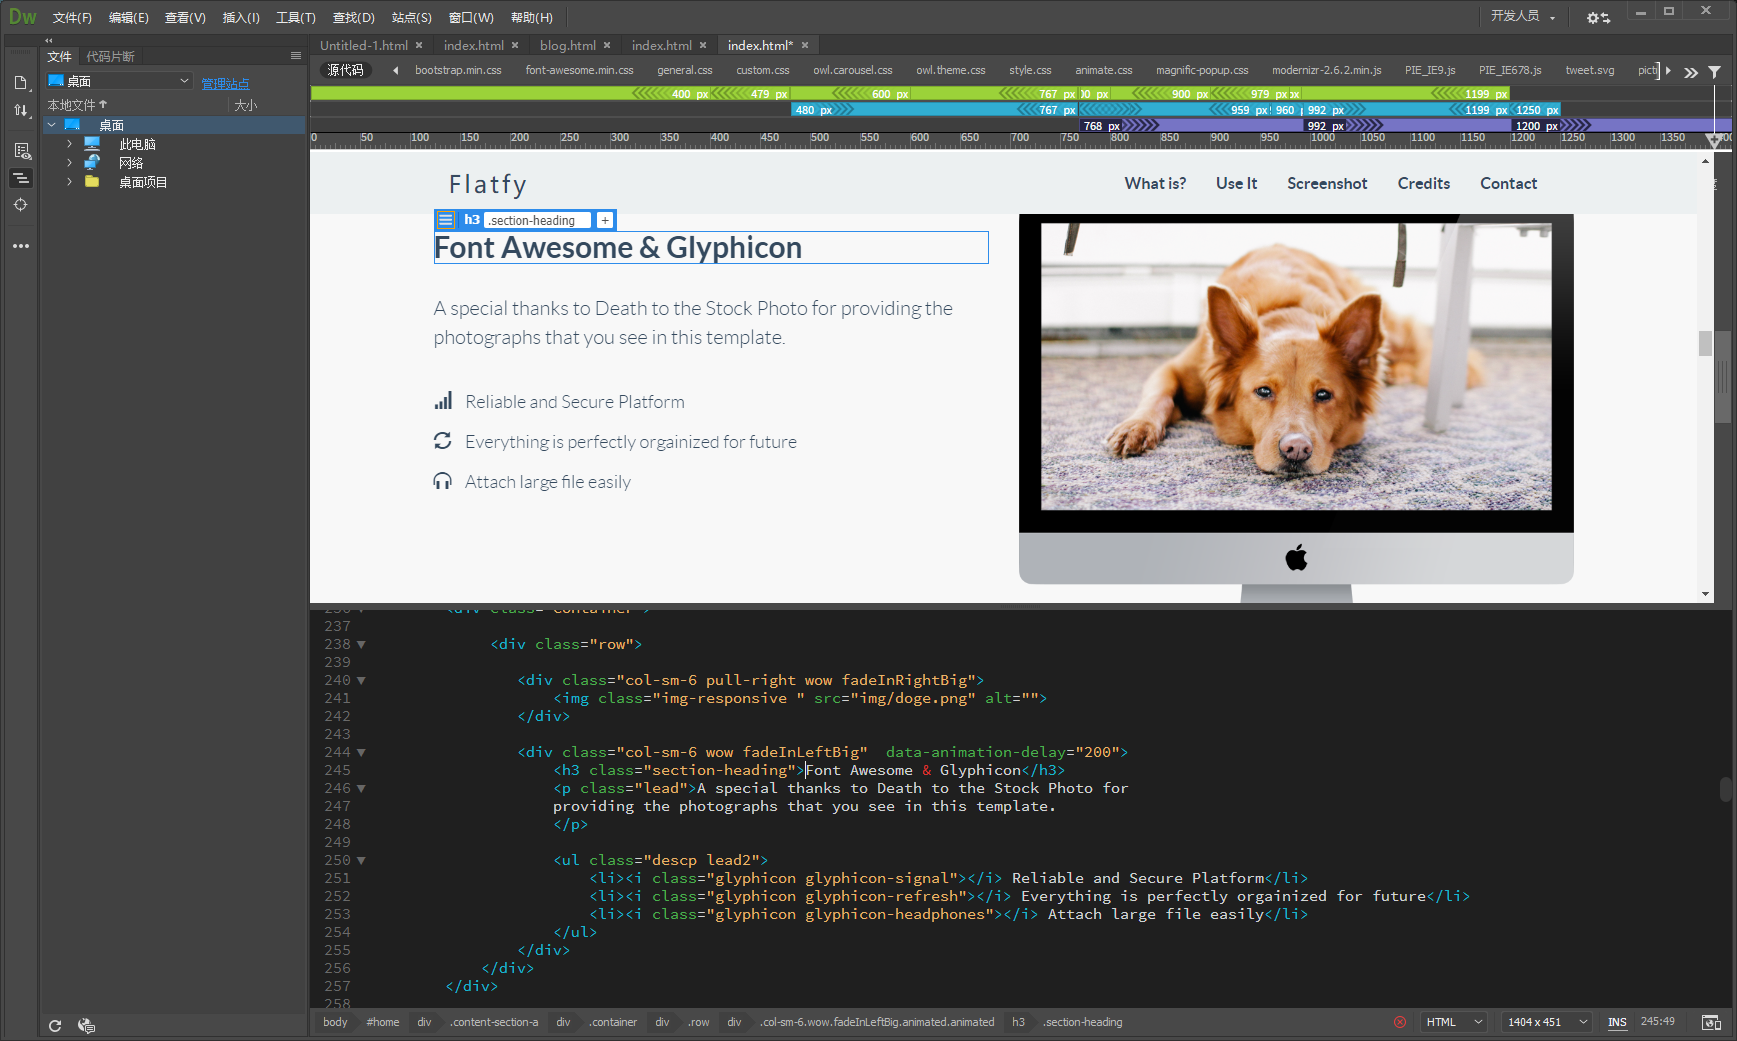 Dw 文件(F) 编辑(E) 查看(V) 插入(I) 工具(T) 查找(D) 站点(S) 窗口(W) 帮助(H) 开发人员
文件 代码片断
Untitled-1.html × index.html × blog.html × index.html × index.html* ×
桌面 管理站点
源代码 bootstrap.min.css font-awesome.min.css general.css custom.css owl.carousel.css owl.theme.css style.css animate.css magnific-popup.css modernizr-2.6.2.min.js PIE_IE9.js PIE_IE678.js tweet.svg
本地文件 大小
桌面
此电脑
网络
桌面项目
400 px 479 px 600 px 767 px 900 px 979 px 1199 px
480 px 767 px 959 px 960 992 px 1199 px 1250 px
768 px 992 px 1200 px
0 50 100 150 200 250 300 350 400 450 500 550 600 650 700 750 800 850 900 950 1000 1050 1100 1150 1200 1250 1300 1350
Flatfy What is? Use It Screenshot Credits Contact
h3 .section-heading +
Font Awesome & Glyphicon
A special thanks to Death to the Stock Photo for providing the
photographs that you see in this template.
Reliable and Secure Platform
Everything is perfectly orgainized for future
Attach large file easily
236 <div class="container">
237
238 <div class="row">
239
240 <div class="col-sm-6 pull-right wow fadeInRightBig">
241 <img class="img-responsive " src="img/doge.png" alt="">
242 </div>
243
244 <div class="col-sm-6 wow fadeInLeftBig"  data-animation-delay="200">
245 <h3 class="section-heading">Font Awesome & Glyphicon</h3>
246 <p class="lead">A special thanks to Death to the Stock Photo for
247 providing the photographs that you see in this template.
248 </p>
249
250 <ul class="descp lead2">
251 <li><i class="glyphicon glyphicon-signal"></i> Reliable and Secure Platform</li>
252 <li><i class="glyphicon glyphicon-refresh"></i> Everything is perfectly orgainized for future</li>
253 <li><i class="glyphicon glyphicon-headphones"></i> Attach large file easily</li>
254 </ul>
255 </div>
256 </div>
257 </div>
258
body #home div .content-section-a div .container div .row div .col-sm-6.wow.fadeInLeftBig.animated.animated h3 .section-heading HTML 1404 x 451 INS 245:49